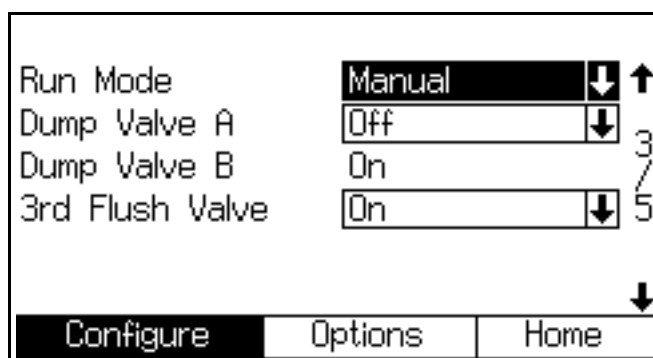 Run Mode Manual
Dump Valve A Off
Dump Valve B On
3rd Flush Valve On
3/5
Configure Options Home